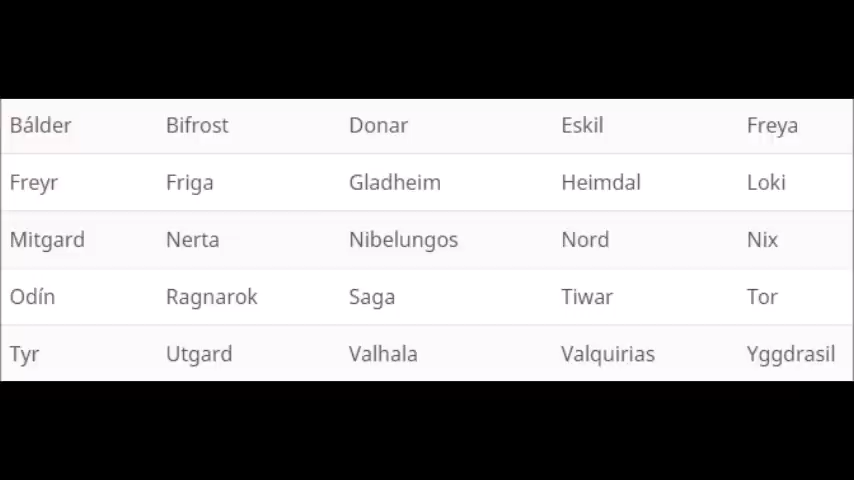 Bálder Bifrost Donar Eskil Freya
Freyr Friga Gladheim Heimdal Loki
Mitgard Nerta Nibelungos Nord Nix
Odín Ragnarok Saga Tiwar Tor
Tyr Utgard Valhala Valquirias Yggdrasil